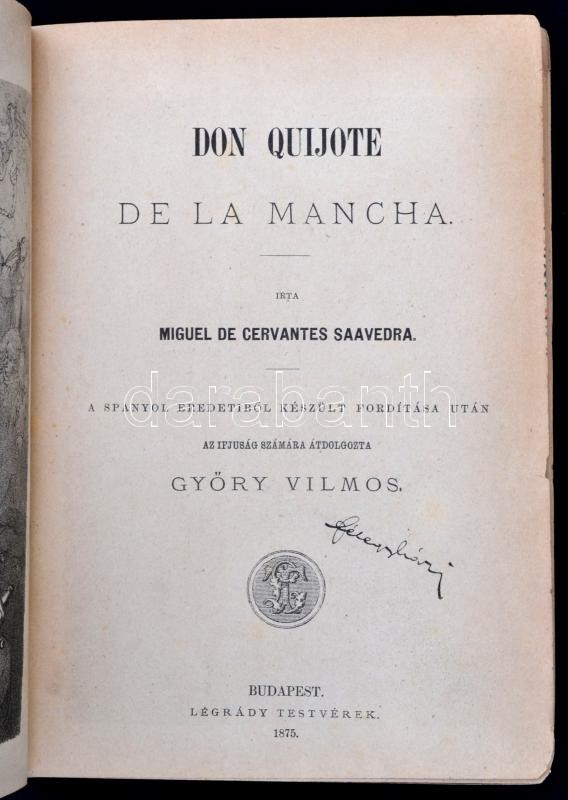 DON QUIJOTE
DE LA MANCHA.
IRTA
MIGUEL DE CERVANTES SAAVEDRA.
darabanth
A SPANYOL EREDETIBŐL KÉSZÜLT FORDÍTÁSA UTÁN
AZ IFJUSÁG SZÁMÁRA ÁTDOLGOZTA
GYŐRY VILMOS.
BUDAPEST.
LÉGRÁDY TESTVÉREK.
1875.